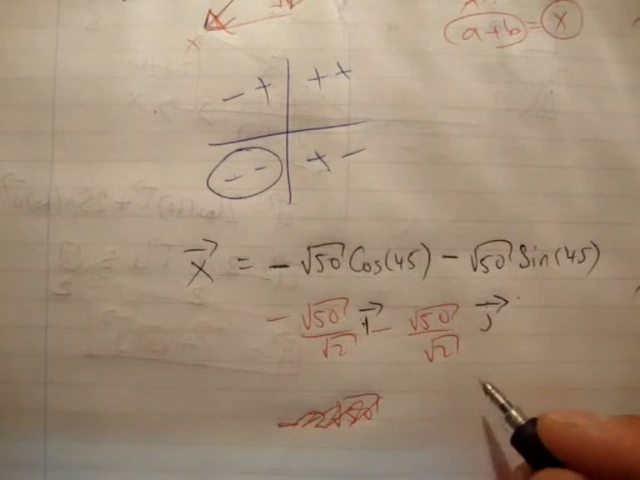 x
(a+b) = x
- + + +
- - + -
x⃗ = - √50 Cos(45) - √50 Sin(45)
- √50/√2 i⃗ - √50/√2 j⃗